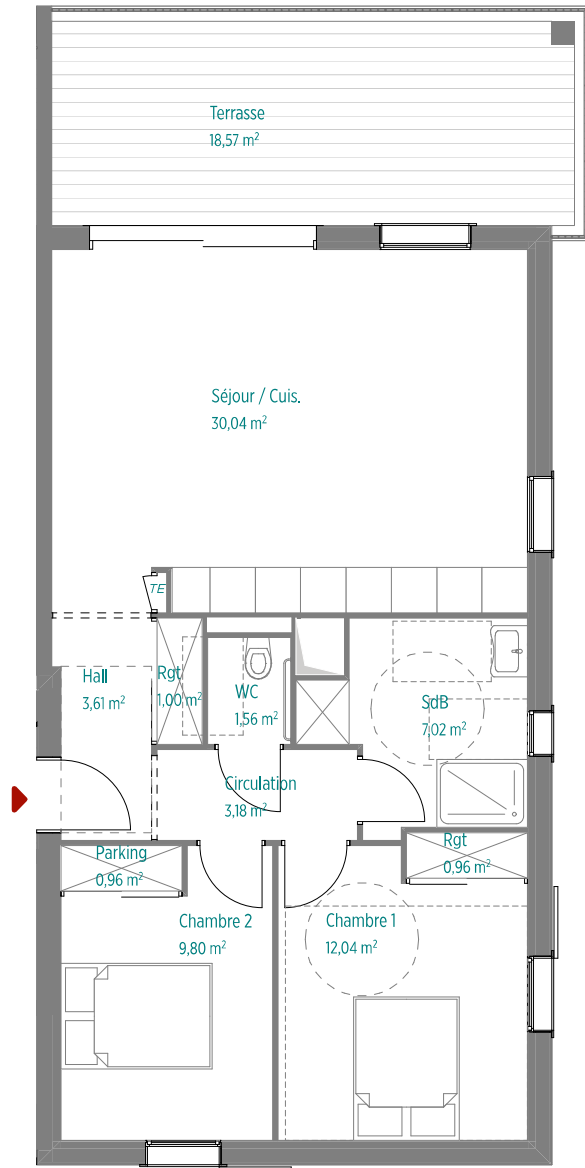 Terrasse
18,57 m²
Séjour / Cuis.
30,04 m²
TE
Hall
3,61 m²
Rgt
1,00 m²
WC
1,56 m²
SdB
7,02 m²
Circulation
3,18 m²
Parking
0,96 m²
Rgt
0,96 m²
Chambre 2
9,80 m²
Chambre 1
12,04 m²